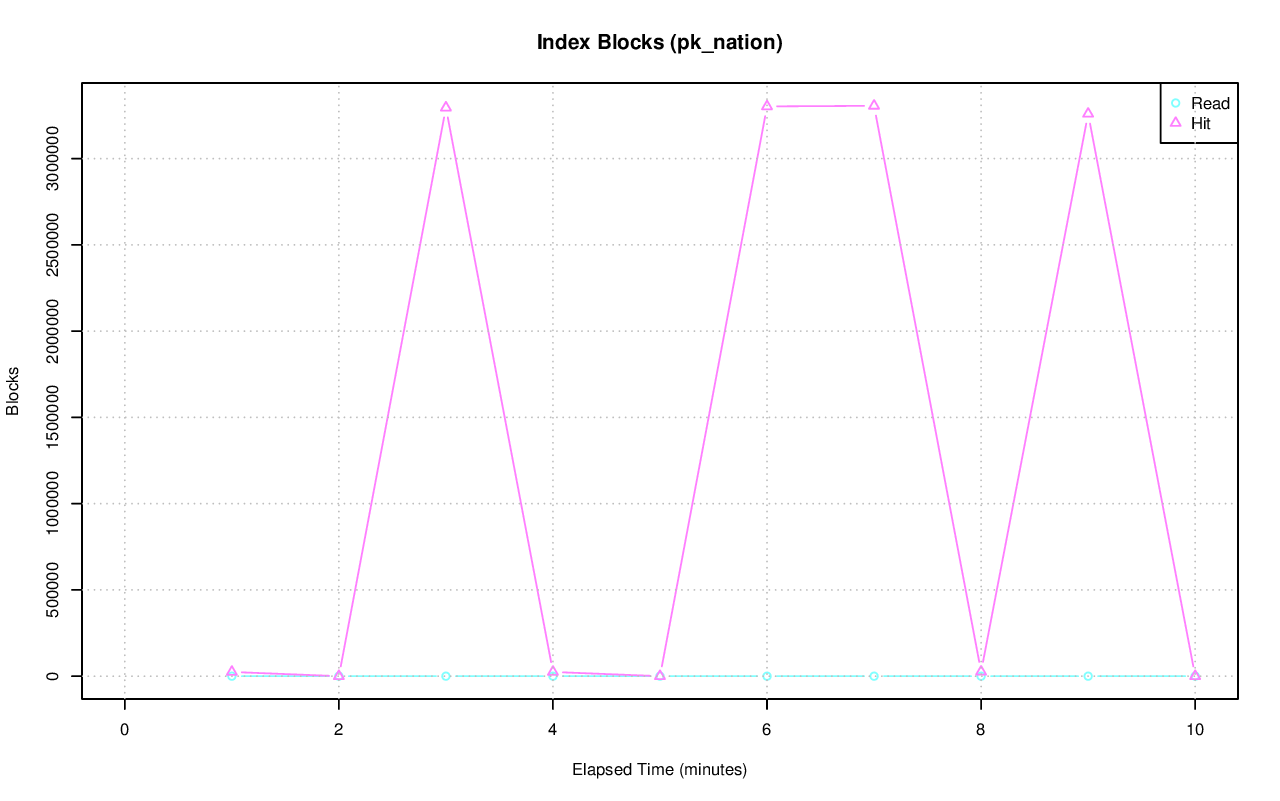 Index Blocks (pk_nation)
Read
Hit
Blocks
3000000
2500000
2000000
1500000
1000000
500000
0
0 2 4 6 8 10
Elapsed Time (minutes)